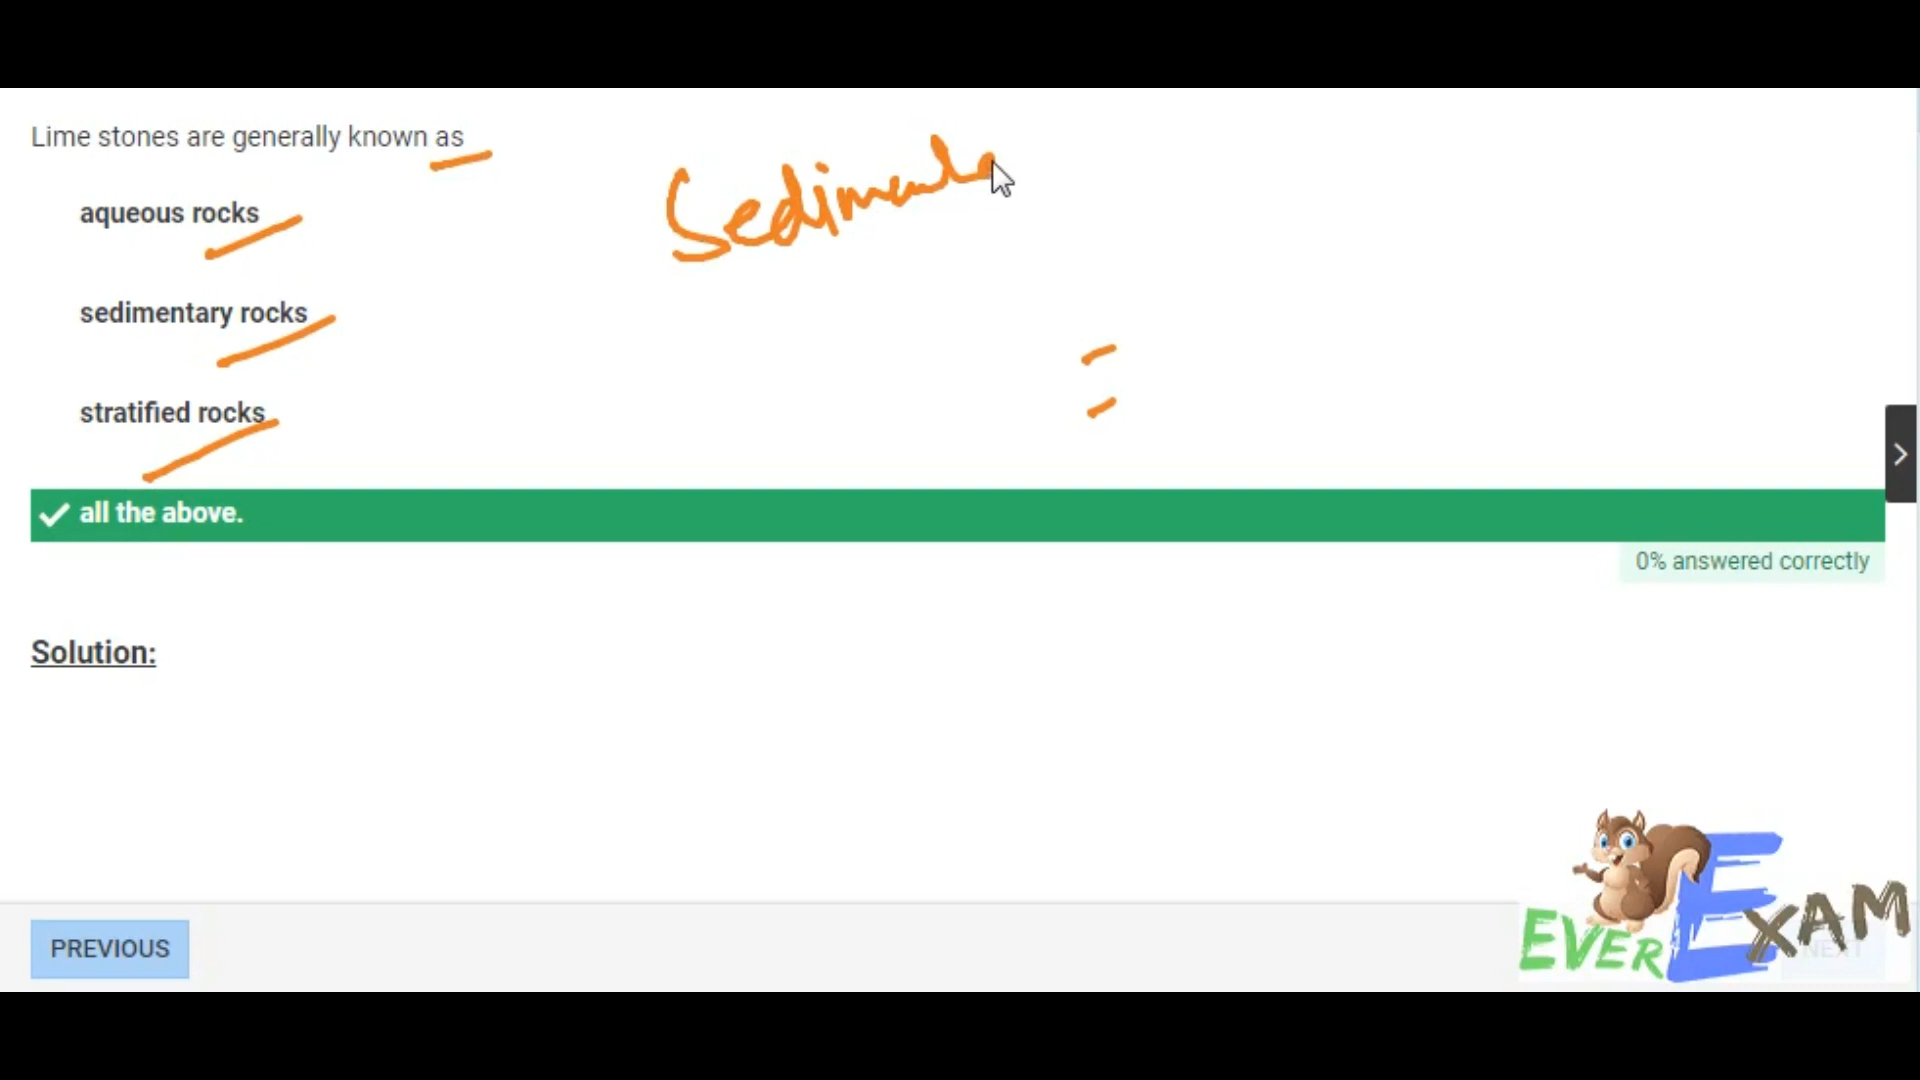 Lime stones are generally known as
Sedimenta
aqueous rocks
sedimentary rocks
stratified rocks
all the above.
0% answered correctly
Solution:
PREVIOUS
EVER EXAM
NEXT